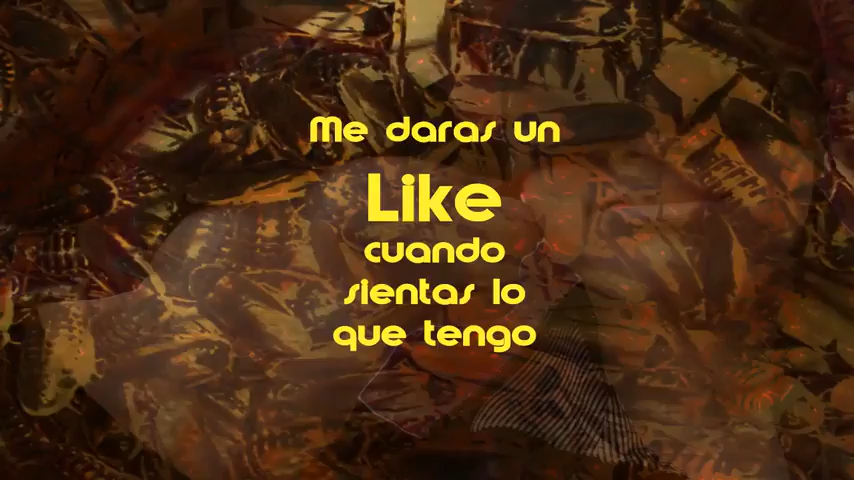 Me daras un
Like
cuando
sientas lo
que tengo